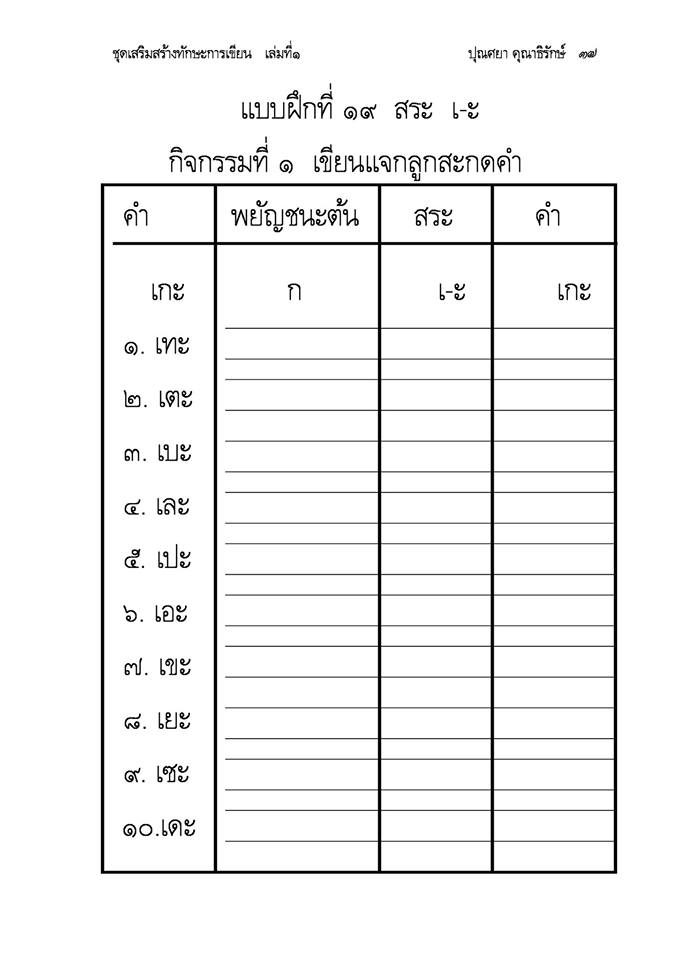 ชุดเสริมสร้างทักษะการเขียน เล่มที่๑ ปุณศยา คุณาธิรักษ์ ๓๗
แบบฝึกที่ ๑๙ สระ เ-ะ
กิจกรรมที่ ๑ เขียนแจกลูกสะกดคำ
คำ พยัญชนะต้น สระ คำ
เกะ ก เ-ะ เกะ
๑. เทะ
๒. เตะ
๓. เบะ
๔. เละ
๕. เปะ
๖. เอะ
๗. เขะ
๘. เยะ
๙. เซะ
๑๐.เดะ